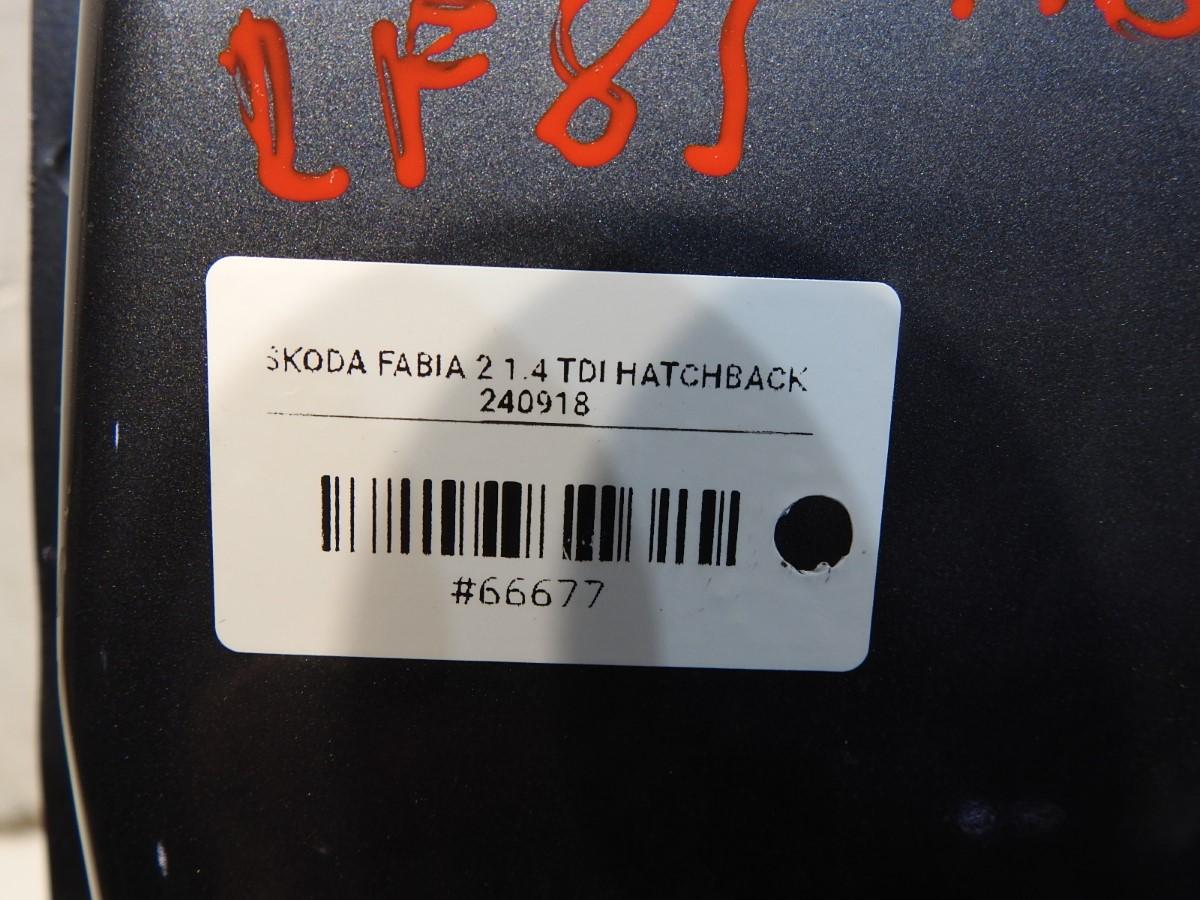 LF8J
SKODA FABIA 2 1.4 TDI HATCHBACK
240918
#66677